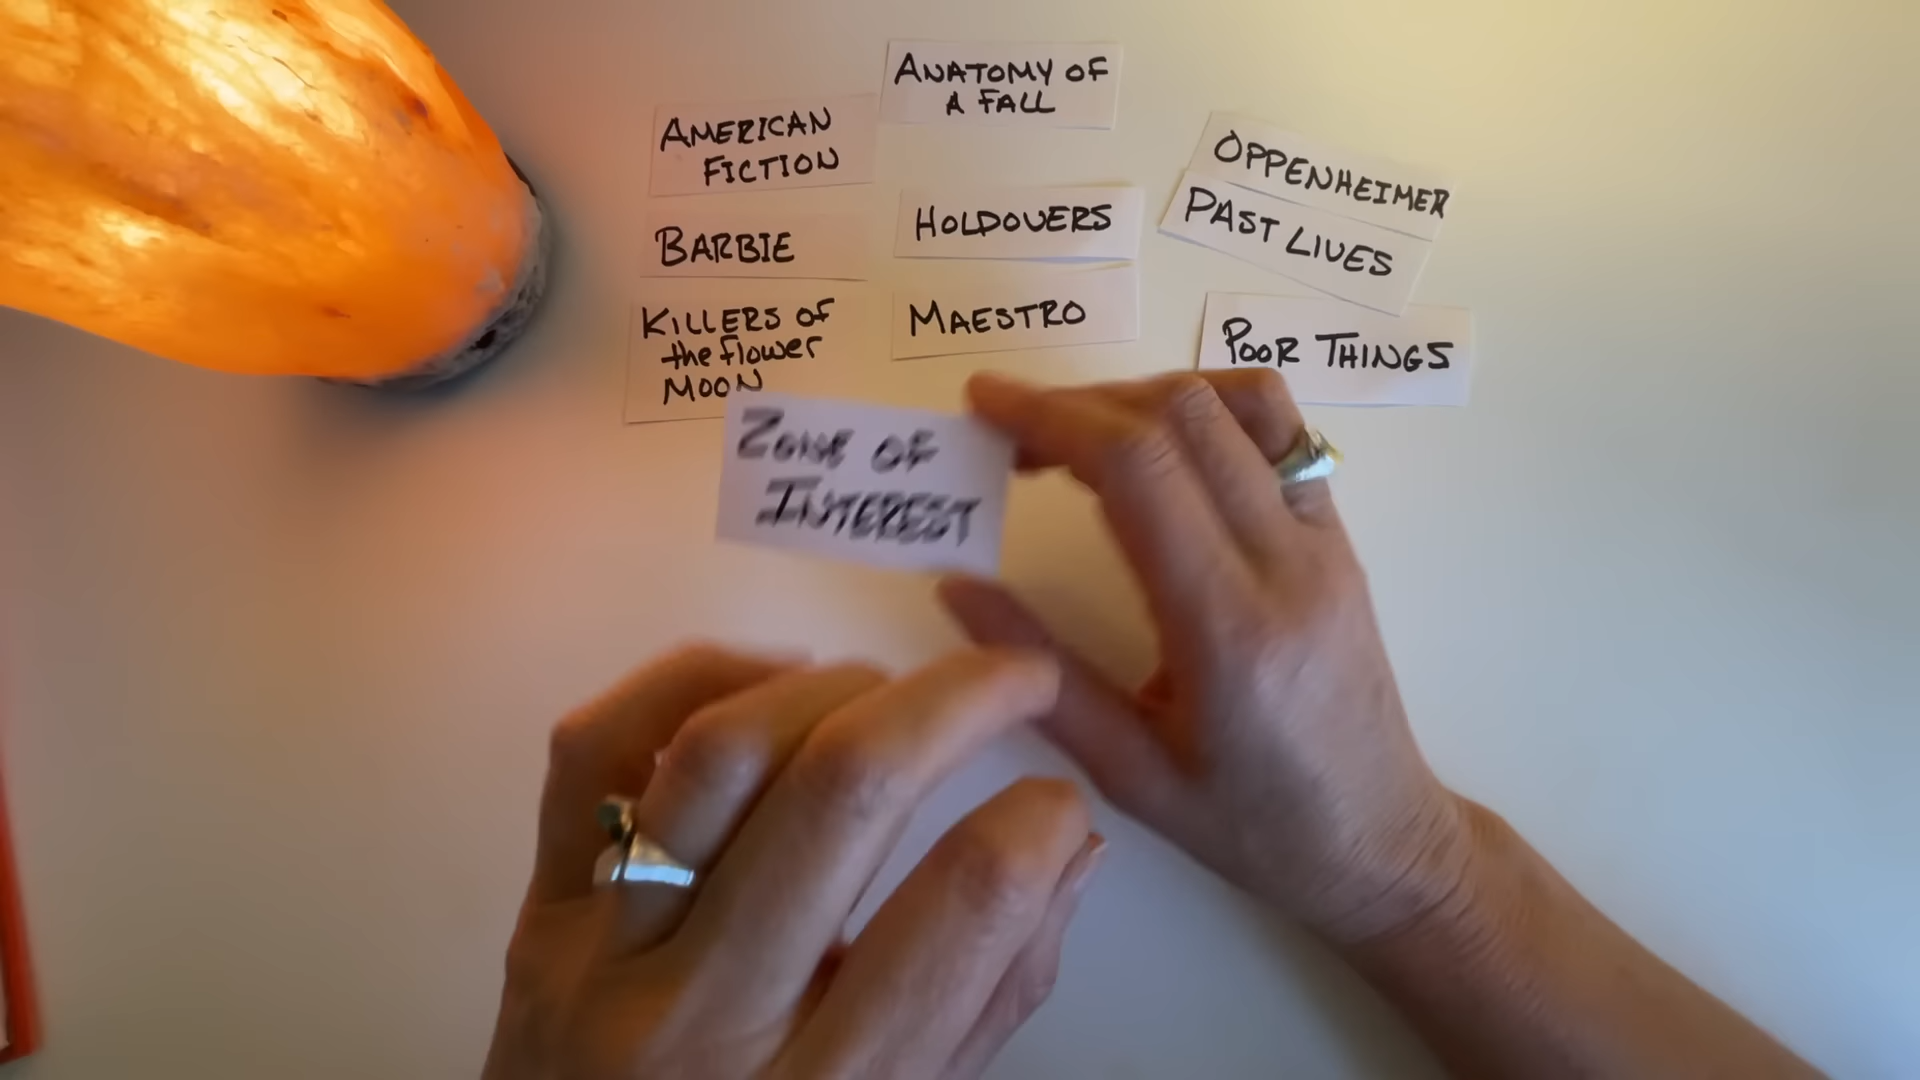 ANATOMY OF
A FALL
AMERICAN
FICTION
OPPENHEIMER
BARBIE
HOLDOVERS
PAST LIVES
KILLERS OF
the flower
MOON
MAESTRO
POOR THINGS
ZONE OF
INTEREST